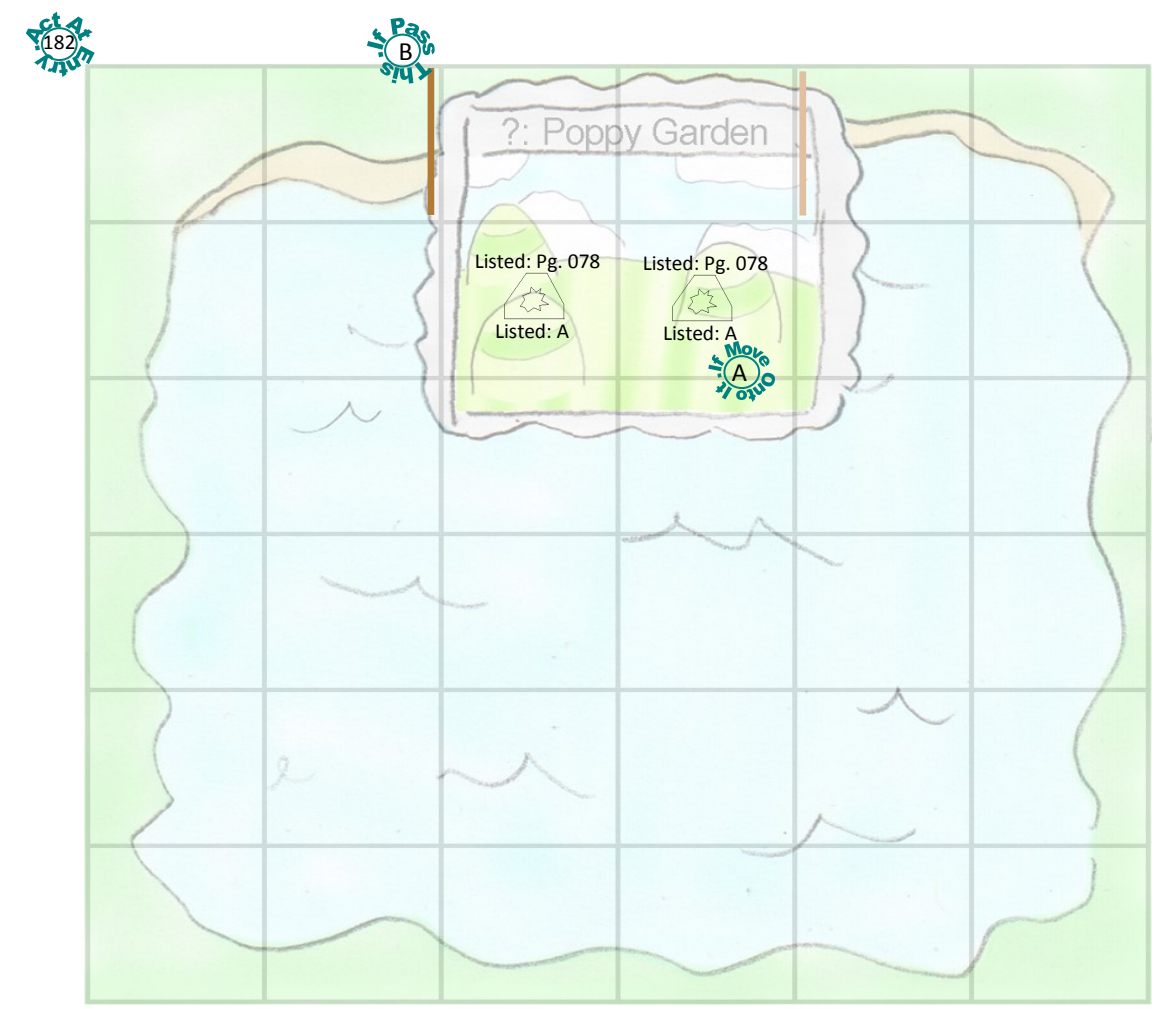 .Act At Entry.
182
.If Pass This.
B
?: Poppy Garden
Listed: Pg. 078
Listed: A
Listed: Pg. 078
Listed: A
.If Move Onto It.
A